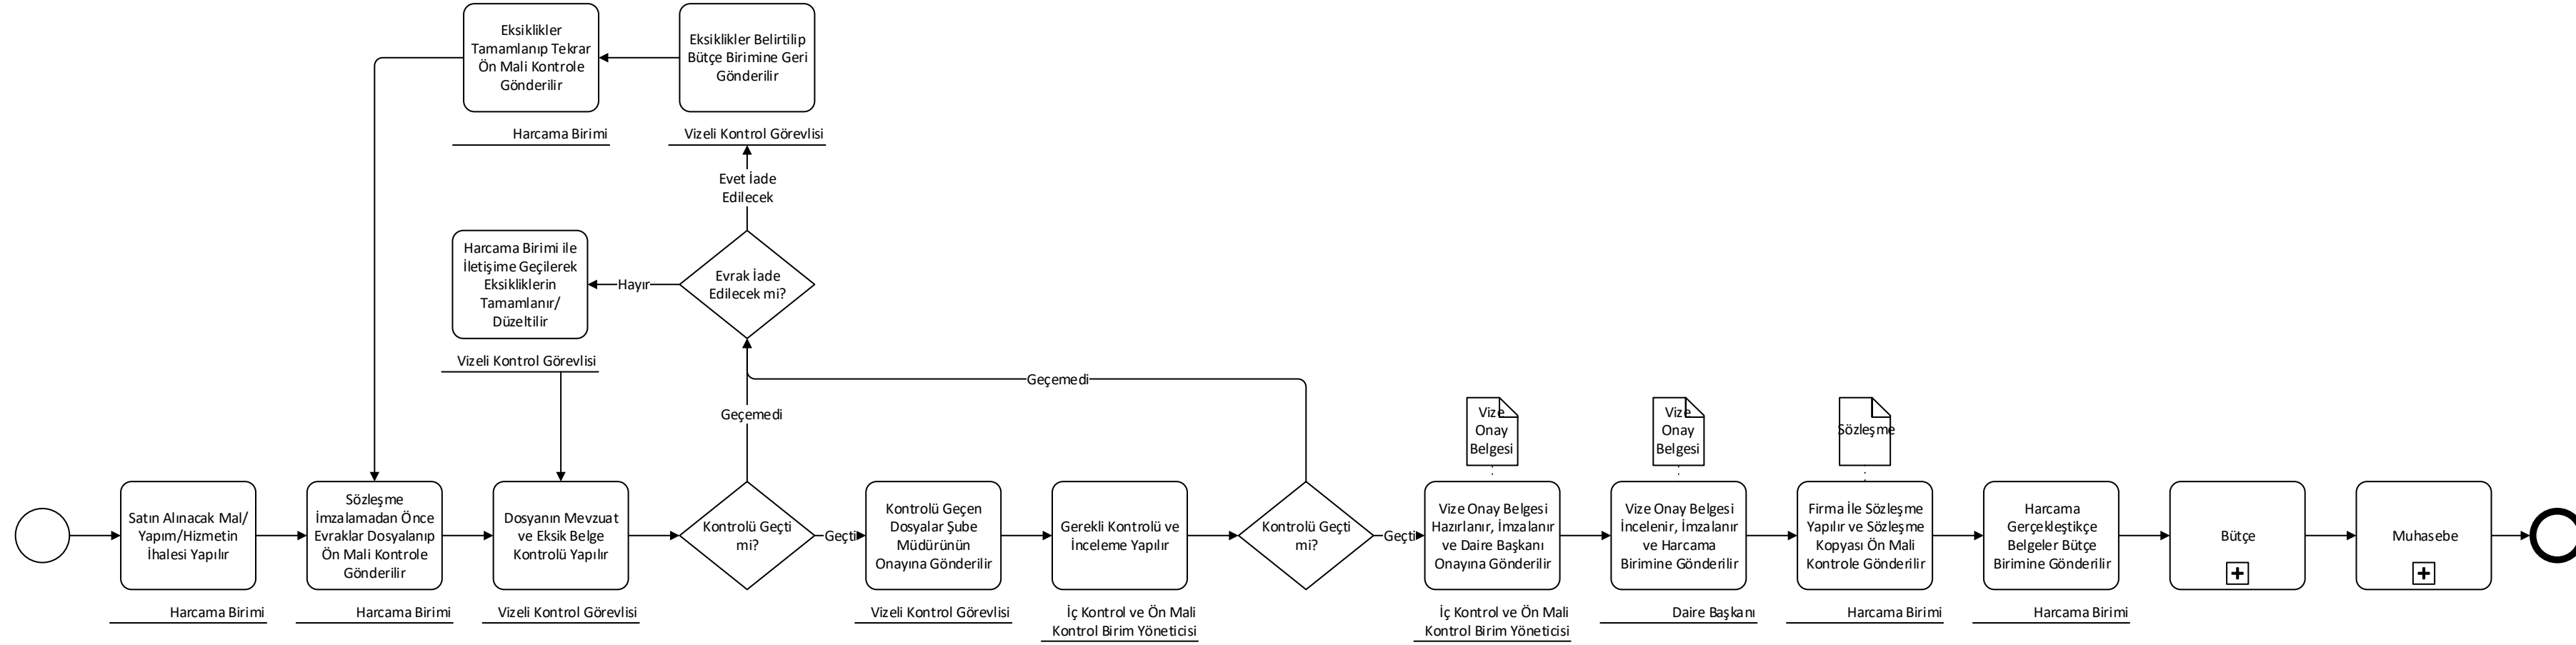 Eksiklikler
Tamamlanıp Tekrar
Ön Mali Kontrole
Gönderilir
Harcama Birimi
Eksiklikler Belirtilip
Bütçe Birimine Geri
Gönderilir
Vizeli Kontrol Görevlisi
Evet İade
Edilecek
Harcama Birimi ile
İletişime Geçilerek
Eksikliklerin
Tamamlanır/
Düzeltilir
Vizeli Kontrol Görevlisi
Hayır
Evrak İade
Edilecek mi?
Geçemedi
Geçemedi
Vize
Onay
Belgesi
Vize
Onay
Belgesi
Sözleşme
Satın Alınacak Mal/
Yapım/Hizmetin
İhalesi Yapılır
Harcama Birimi
Sözleşme
İmzalamadan Önce
Evraklar Dosyalanıp
Ön Mali Kontrole
Gönderilir
Harcama Birimi
Dosyanın Mevzuat
ve Eksik Belge
Kontrolü Yapılır
Vizeli Kontrol Görevlisi
Kontrolü Geçti
mi?
Geçti
Kontrolü Geçen
Dosyalar Şube
Müdürünün
Onayına Gönderilir
Vizeli Kontrol Görevlisi
Gerekli Kontrolü ve
İnceleme Yapılır
İç Kontrol ve Ön Mali
Kontrol Birim Yöneticisi
Kontrolü Geçti
mi?
Geçti
Vize Onay Belgesi
Hazırlanır, İmzalanır
ve Daire Başkanı
Onayına Gönderilir
İç Kontrol ve Ön Mali
Kontrol Birim Yöneticisi
Vize Onay Belgesi
İncelenir, İmzalanır
ve Harcama
Birimine Gönderilir
Daire Başkanı
Firma İle Sözleşme
Yapılır ve Sözleşme
Kopyası Ön Mali
Kontrole Gönderilir
Harcama Birimi
Harcama
Gerçekleştikçe
Belgeler Bütçe
Birimine Gönderilir
Harcama Birimi
Bütçe
Muhasebe